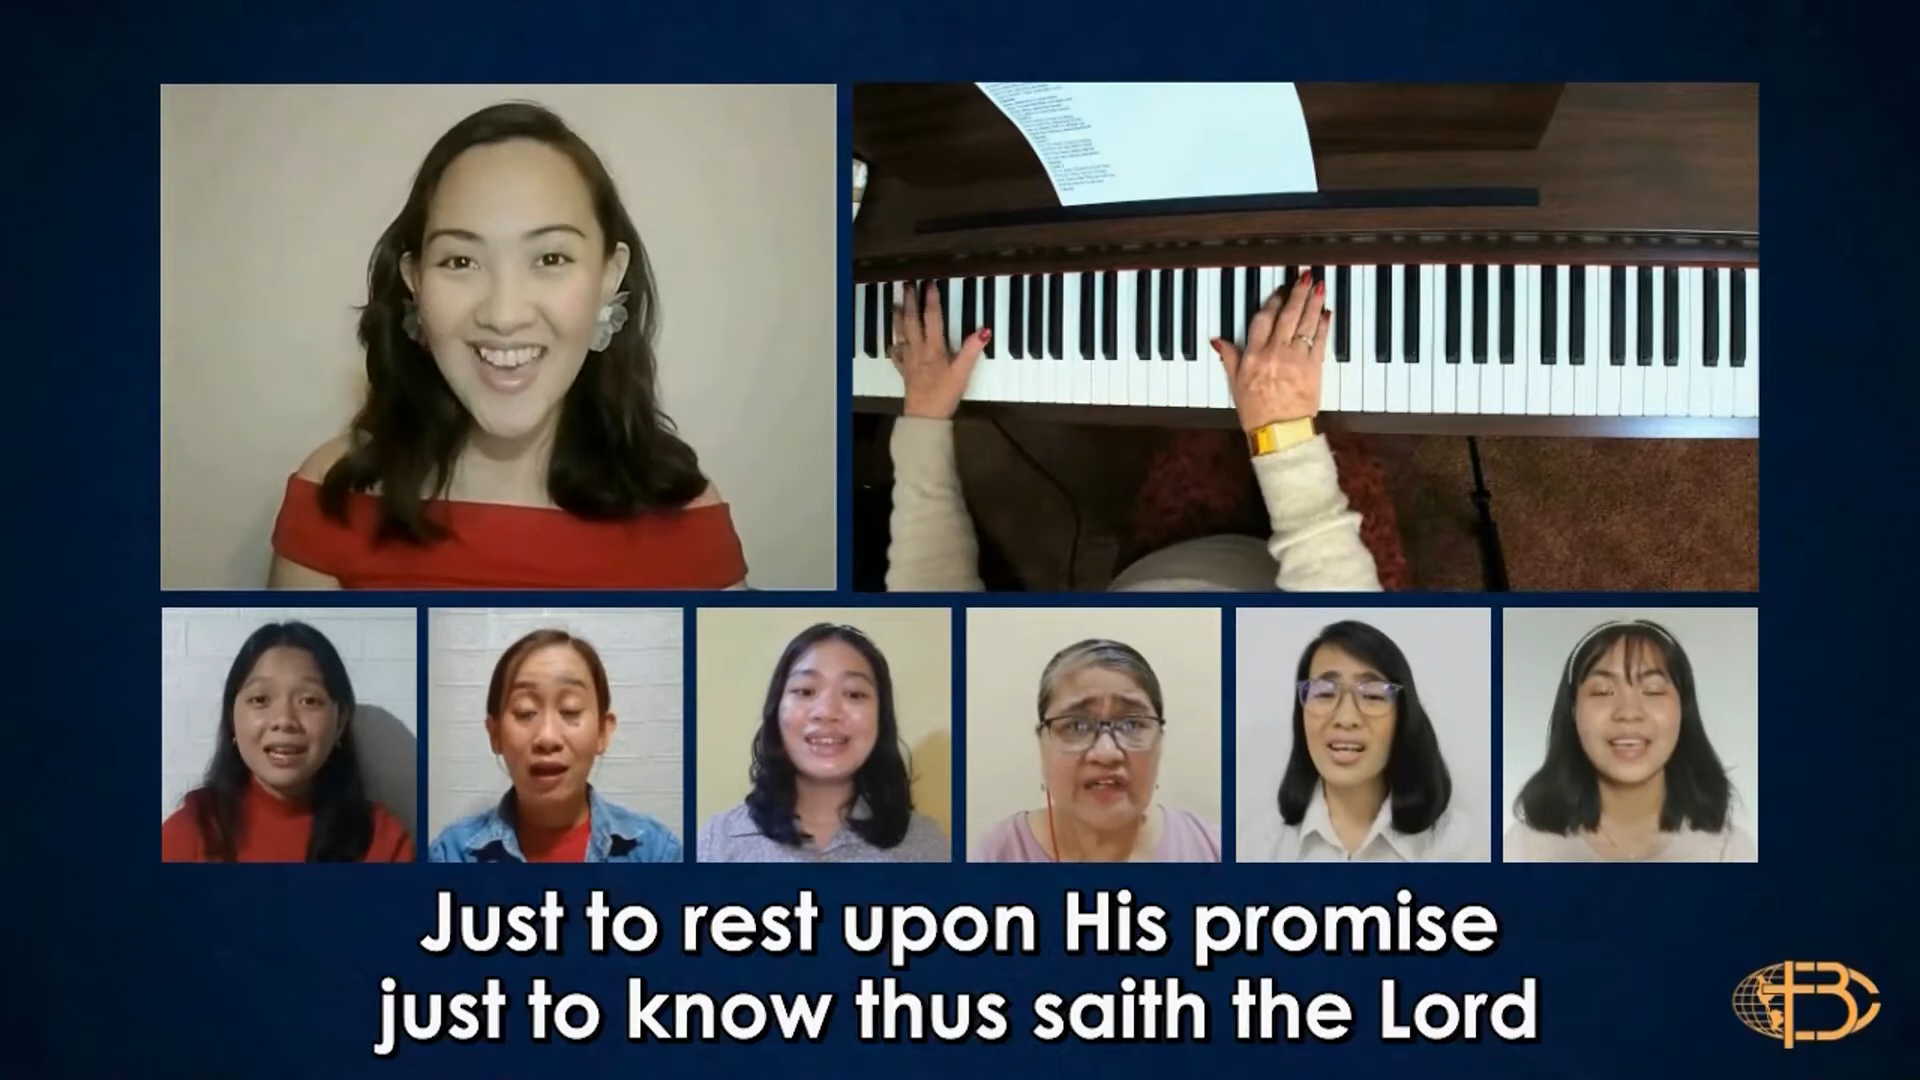 Just to rest upon His promise
just to know thus saith the Lord